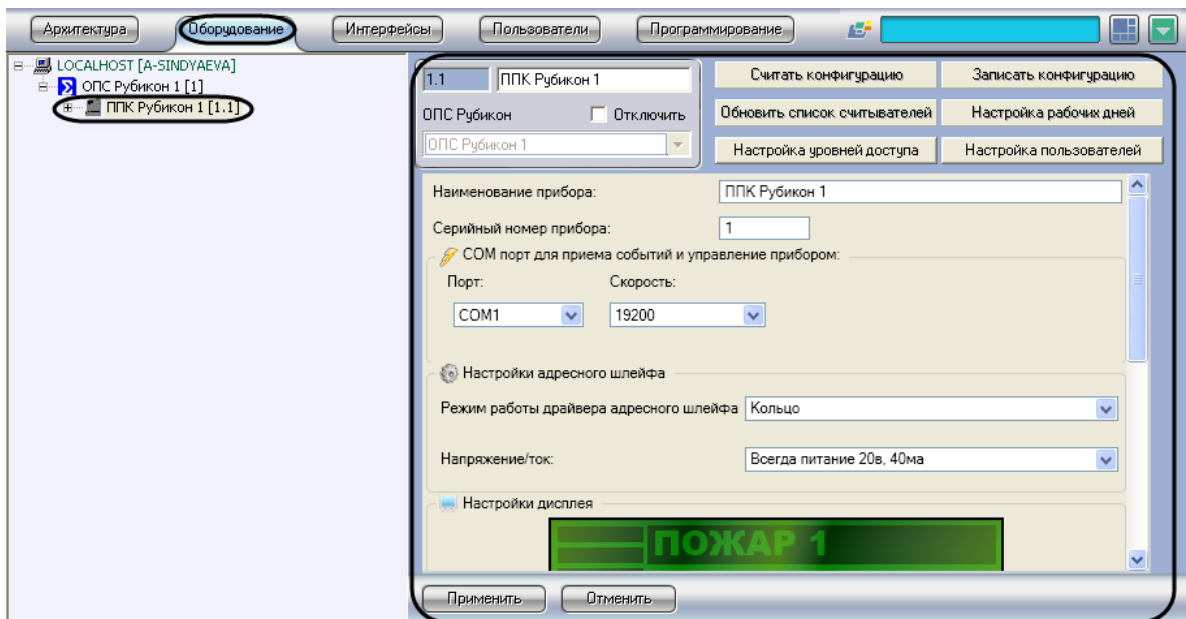 Архитектура Оборудование Интерфейсы Пользователи Программирование
LOCALHOST [A-SINDYAEVA]
ОПС Рубикон 1 [1]
ППК Рубикон 1 [1.1]
1.1 ППК Рубикон 1
ОПС Рубикон Отключить
ОПС Рубикон 1
Считать конфигурацию Записать конфигурацию
Обновить список считывателей Настройка рабочих дней
Настройка уровней доступа Настройка пользователей
Наименование прибора: ППК Рубикон 1
Серийный номер прибора: 1
COM порт для приема событий и управление прибором:
Порт: Скорость:
COM1 19200
Настройки адресного шлейфа
Режим работы драйвера адресного шлейфа Кольцо
Напряжение/ток: Всегда питание 20в, 40ма
Настройки дисплея
ПОЖАР 1
Применить Отменить